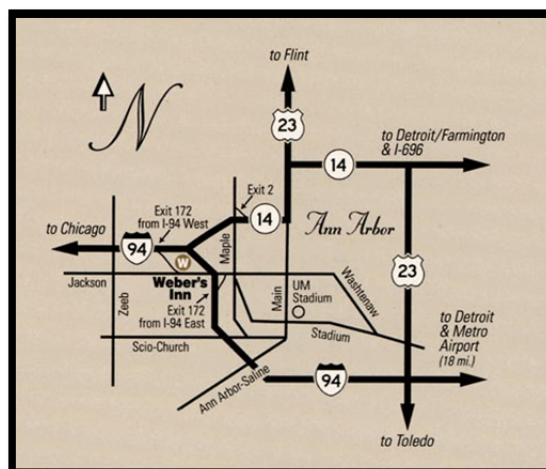 to Flint
N
23
to Detroit/Farmington
& I-696
14
Exit 2
Exit 172
from I-94 West
14
Ann Arbor
to Chicago
94
Maple
W
23
Jackson
Weber's
Inn
Zeeb
Main
UM
Stadium
Washtenaw
Exit 172
from I-94 East
Stadium
to Detroit
& Metro
Airport
(18 mi.)
Scio-Church
Ann Arbor-Saline
94
to Toledo